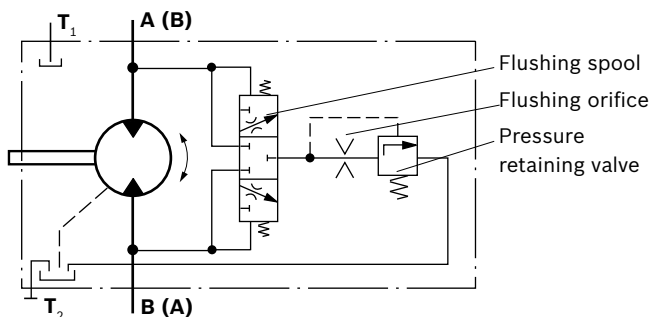 A (B)
T1
Flushing spool
Flushing orifice
Pressure
retaining valve
T2
B (A)